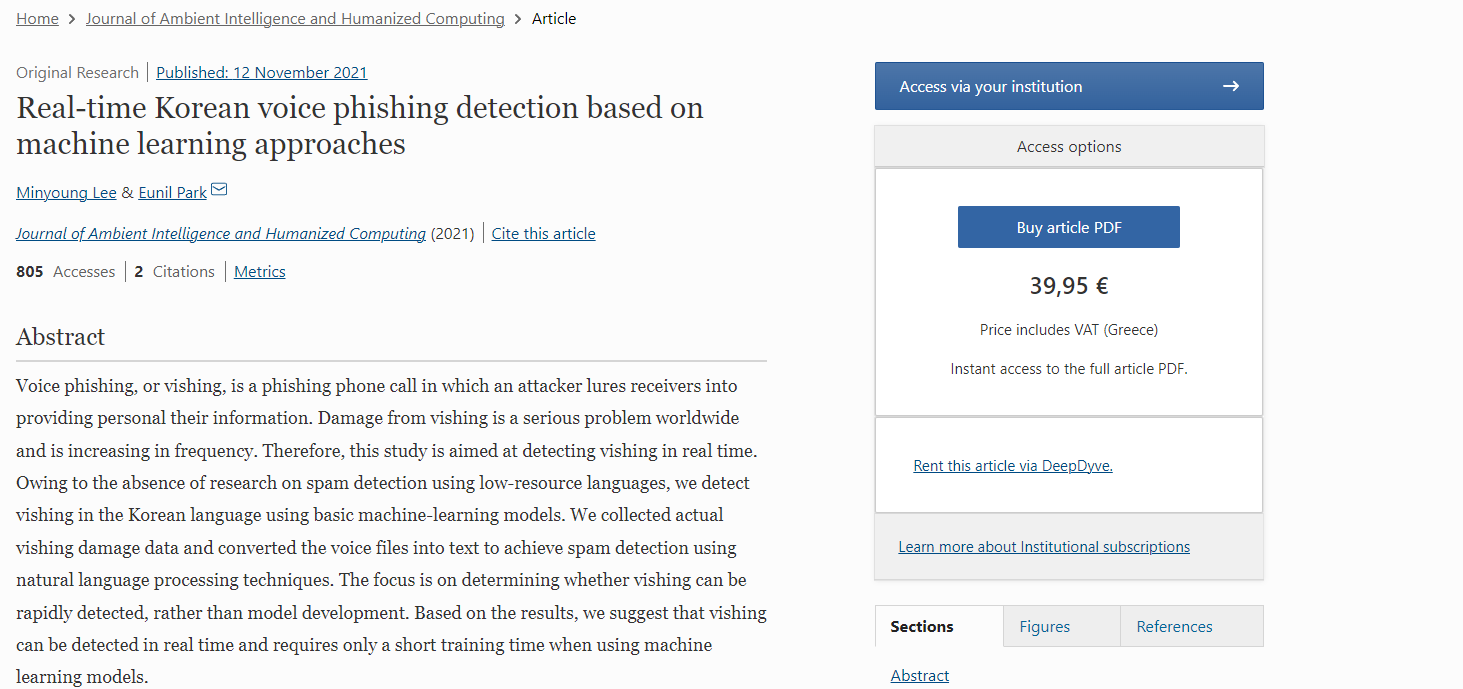 Home > Journal of Ambient Intelligence and Humanized Computing > Article
Original Research | Published: 12 November 2021
Real-time Korean voice phishing detection based on
machine learning approaches
Minyoung Lee & Eunil Park
Journal of Ambient Intelligence and Humanized Computing (2021) | Cite this article
805 Accesses | 2 Citations | Metrics
Abstract
Voice phishing, or vishing, is a phishing phone call in which an attacker lures receivers into
providing personal their information. Damage from vishing is a serious problem worldwide
and is increasing in frequency. Therefore, this study is aimed at detecting vishing in real time.
Owing to the absence of research on spam detection using low-resource languages, we detect
vishing in the Korean language using basic machine-learning models. We collected actual
vishing damage data and converted the voice files into text to achieve spam detection using
natural language processing techniques. The focus is on determining whether vishing can be
rapidly detected, rather than model development. Based on the results, we suggest that vishing
can be detected in real time and requires only a short training time when using machine
learning models.
Access via your institution →
Access options
Buy article PDF
39,95 €
Price includes VAT (Greece)
Instant access to the full article PDF.
Rent this article via DeepDyve.
Learn more about Institutional subscriptions
Sections Figures References
Abstract